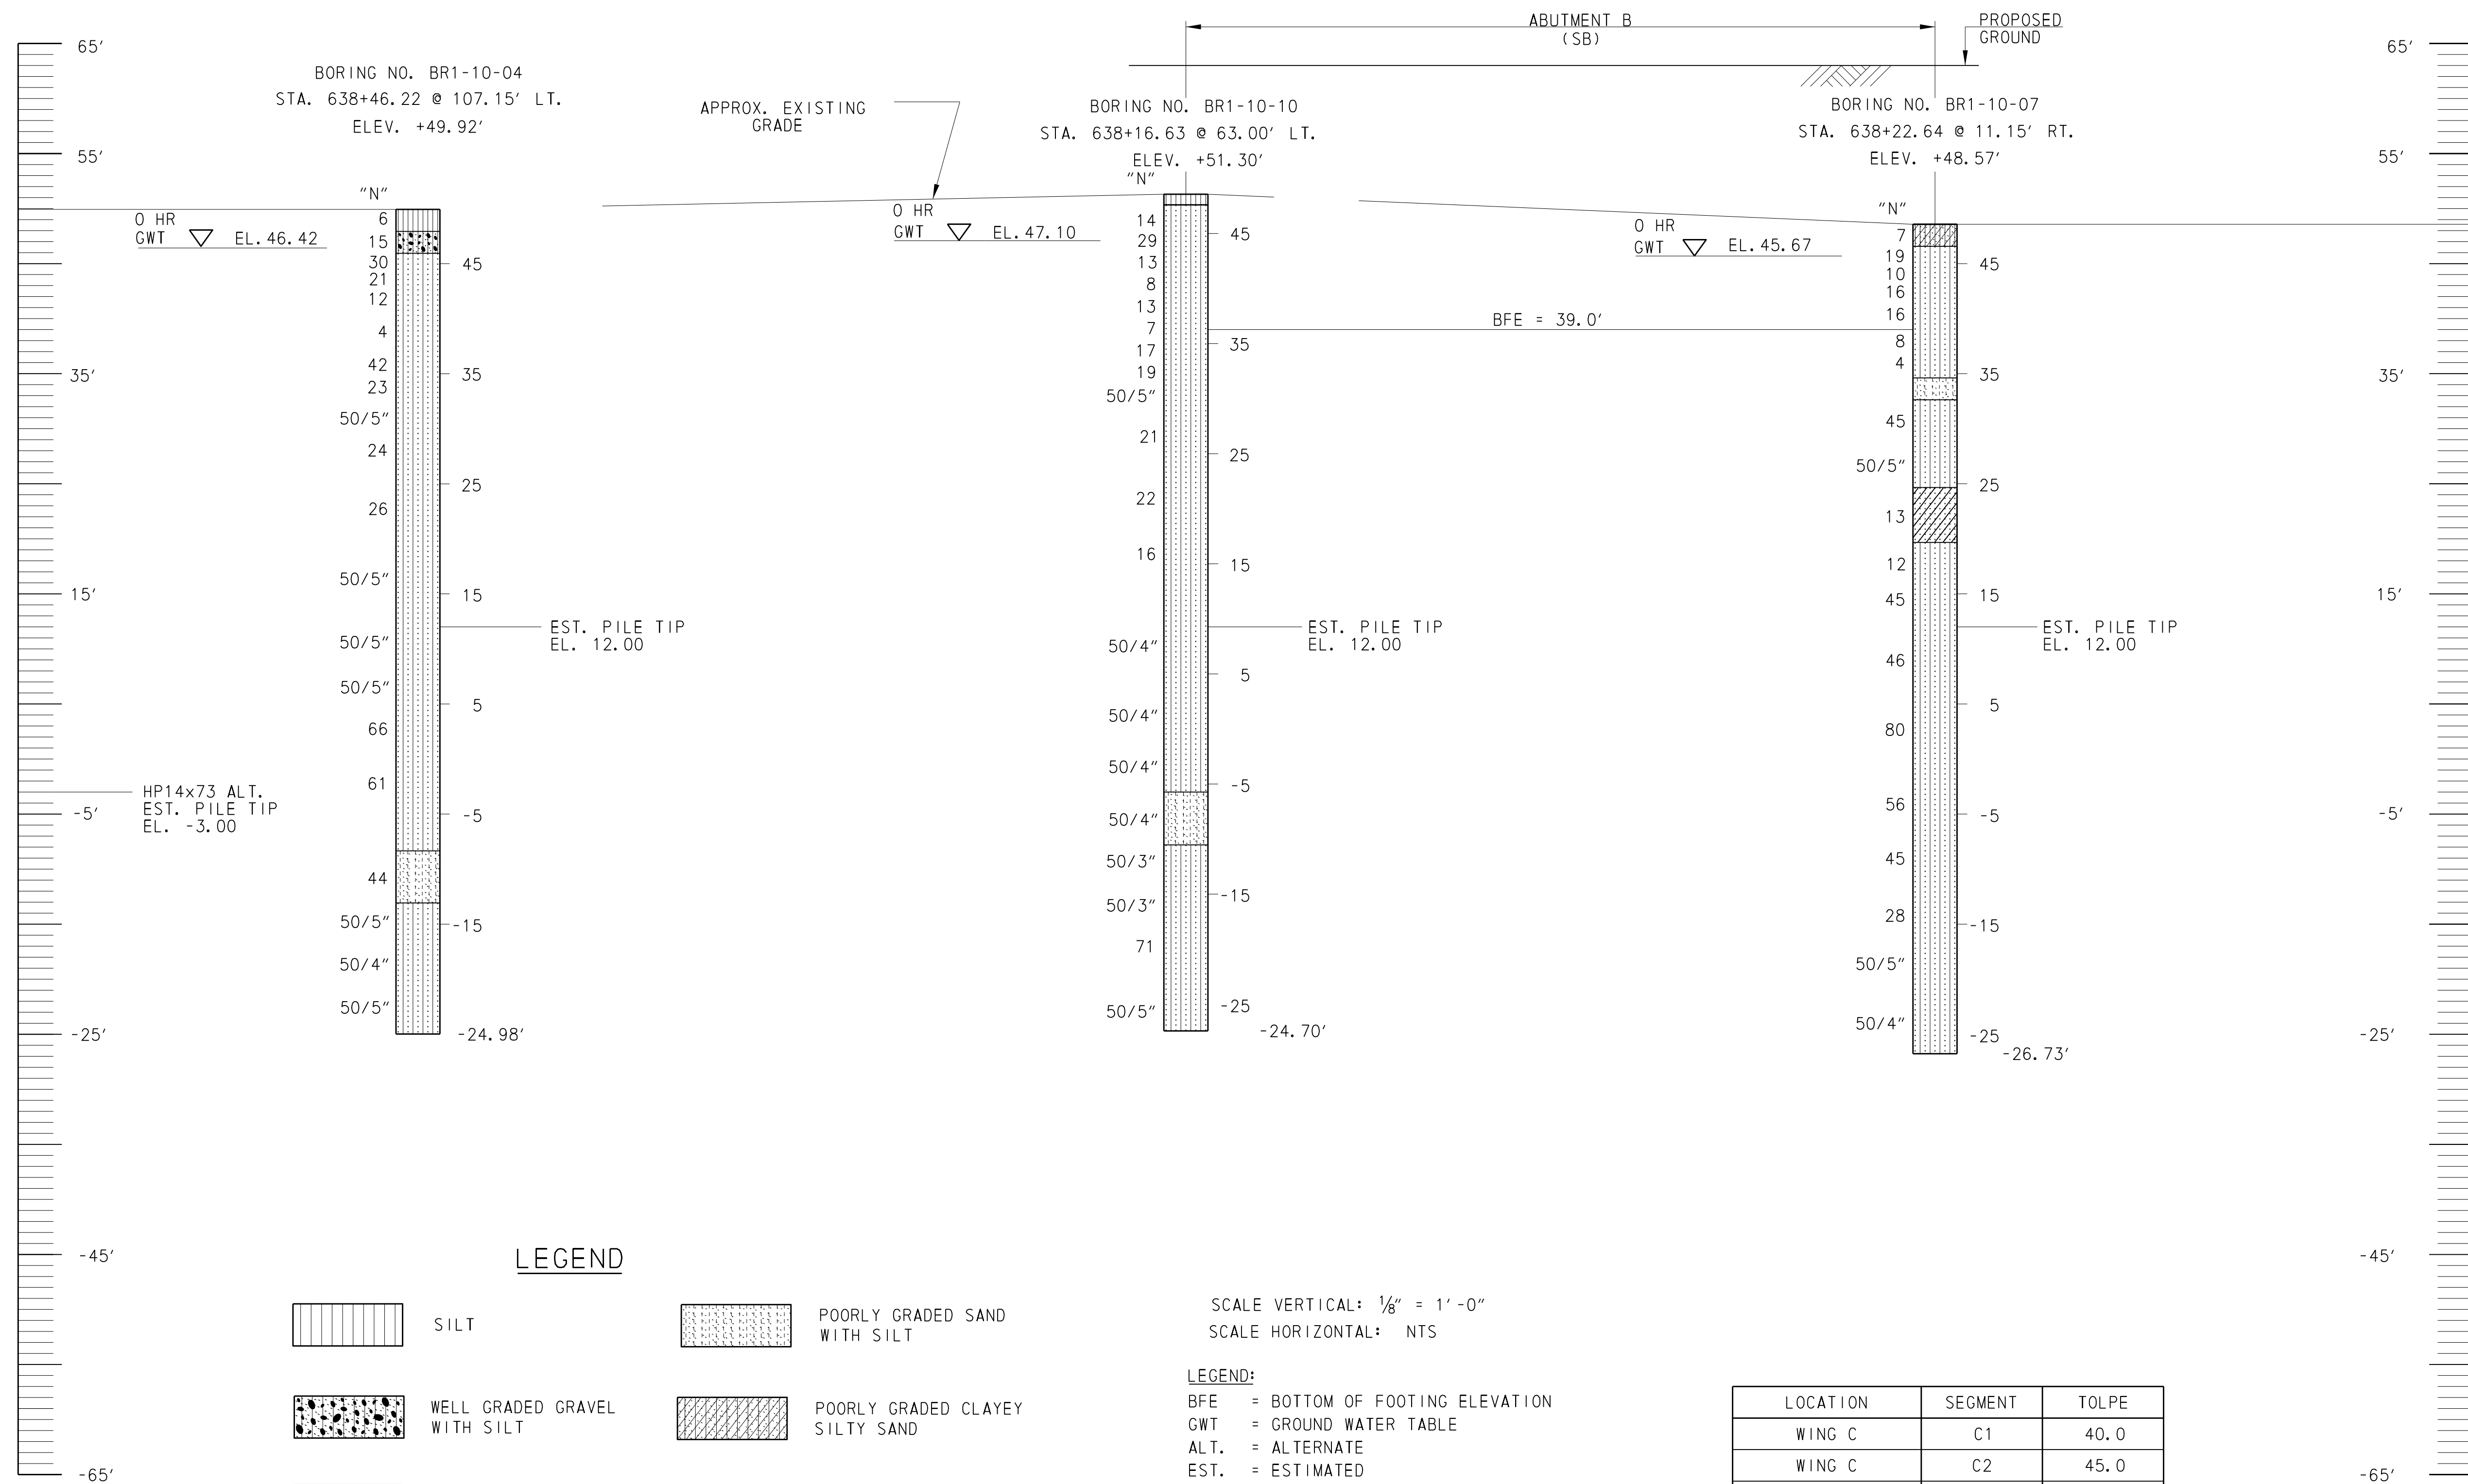 ABUTMENT B
(SB)
PROPOSED
GROUND
65'
65'
BORING NO. BR1-10-04
STA. 638+46.22 @ 107.15' LT.
ELEV. +49.92'
APPROX. EXISTING
GRADE
BORING NO. BR1-10-10
STA. 638+16.63 @ 63.00' LT.
ELEV. +51.30'
BORING NO. BR1-10-07
STA. 638+22.64 @ 11.15' RT.
ELEV. +48.57'
55'
35'
15'
-5'
-25'
-45'
-65'
"N"
0 HR
GWT EL.46.42
6
15
30
21
12
4
42
23
50/5"
24
26
50/5"
50/5"
50/5"
66
61
44
50/5"
50/4"
50/5"
45
35
25
15
5
-5
-15
-24.98'
EST. PILE TIP
EL. 12.00
HP14x73 ALT.
EST. PILE TIP
EL. -3.00
"N"
0 HR
GWT EL.47.10
14
29
13
8
13
7
17
19
50/5"
21
22
16
50/4"
50/4"
50/4"
50/4"
50/3"
50/3"
71
50/5"
45
35
25
15
5
-5
-15
-25
-24.70'
EST. PILE TIP
EL. 12.00
BFE = 39.0'
"N"
0 HR
GWT EL.45.67
7
19
10
16
16
8
4
45
50/5"
13
12
45
46
80
56
45
28
50/5"
50/4"
45
35
25
15
5
-5
-15
-25
-26.73'
EST. PILE TIP
EL. 12.00
55'
35'
15'
-5'
-25'
-45'
-65'
LEGEND
SILT
POORLY GRADED SAND
WITH SILT
WELL GRADED GRAVEL
WITH SILT
POORLY GRADED CLAYEY
SILTY SAND
SCALE VERTICAL: 1/8" = 1'-0"
SCALE HORIZONTAL: NTS
LEGEND:
BFE = BOTTOM OF FOOTING ELEVATION
GWT = GROUND WATER TABLE
ALT. = ALTERNATE
EST. = ESTIMATED
LOCATION SEGMENT TOLPE
WING C C1 40.0
WING C C2 45.0